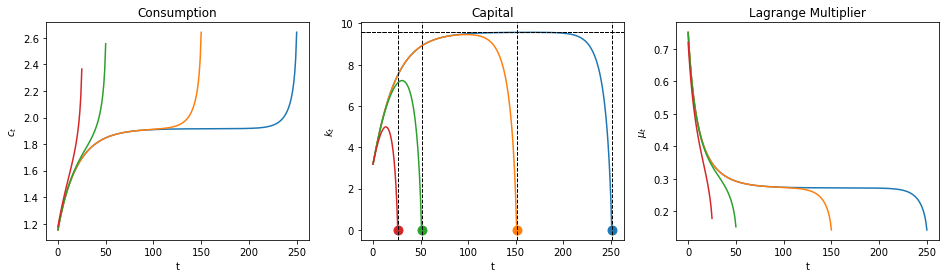 Consumption
2.6
2.4
2.2
2.0
1.8
1.6
1.4
1.2
0 50 100 150 200 250
t
c_t
Capital
10
8
6
4
2
0
0 50 100 150 200 250
t
k_t
Lagrange Multiplier
0.7
0.6
0.5
0.4
0.3
0.2
0 50 100 150 200 250
t
μ_t